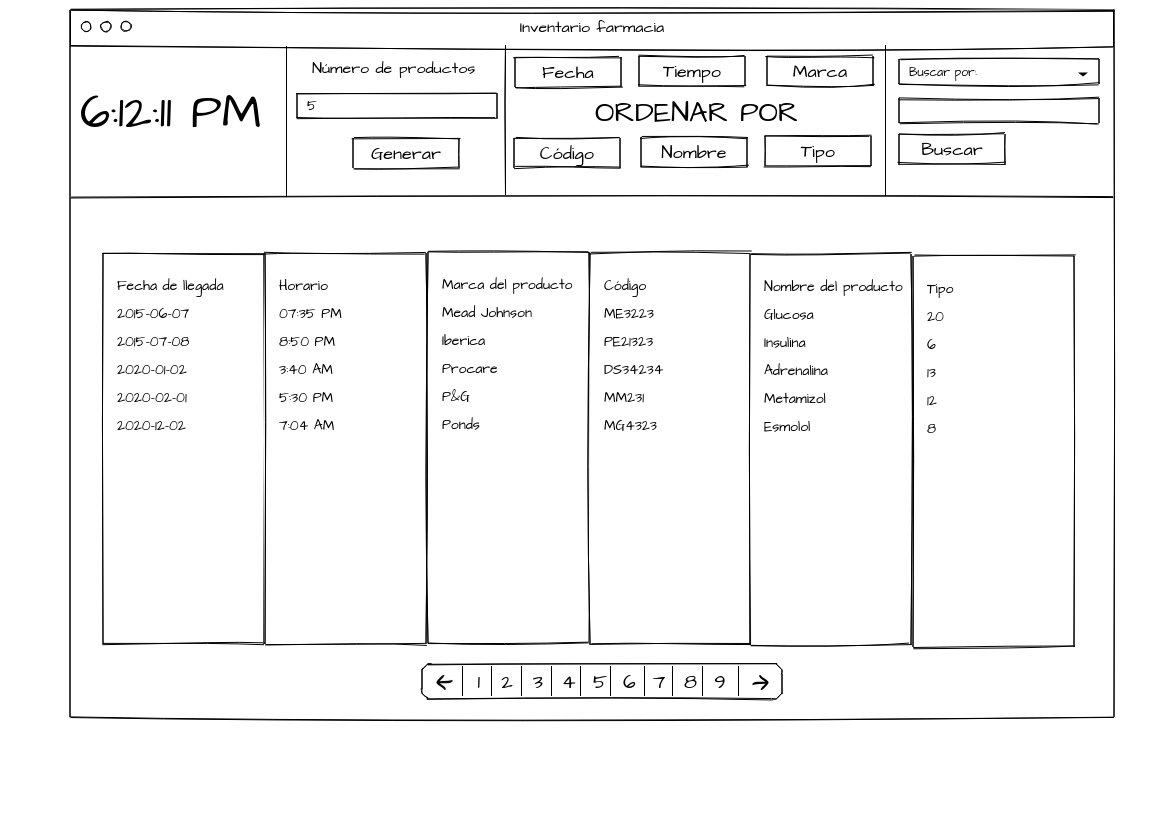 Inventario farmacia
6:12:11 PM
Número de productos
5
Generar
Fecha Tiempo Marca
ORDENAR POR
Código Nombre Tipo
Buscar por:
Buscar
Fecha de llegada Horario Marca del producto Código Nombre del producto Tipo
2015-06-07 07:35 PM Mead Johnson ME3223 Glucosa 20
2015-07-08 8:50 PM Iberica PE21323 Insulina 6
2020-01-02 3:40 AM Procare DS34234 Adrenalina 13
2020-02-01 5:30 PM P&G MM231 Metamizol 12
2020-12-02 7:04 AM Ponds MG4323 Esmolol 8
← 1 2 3 4 5 6 7 8 9 →